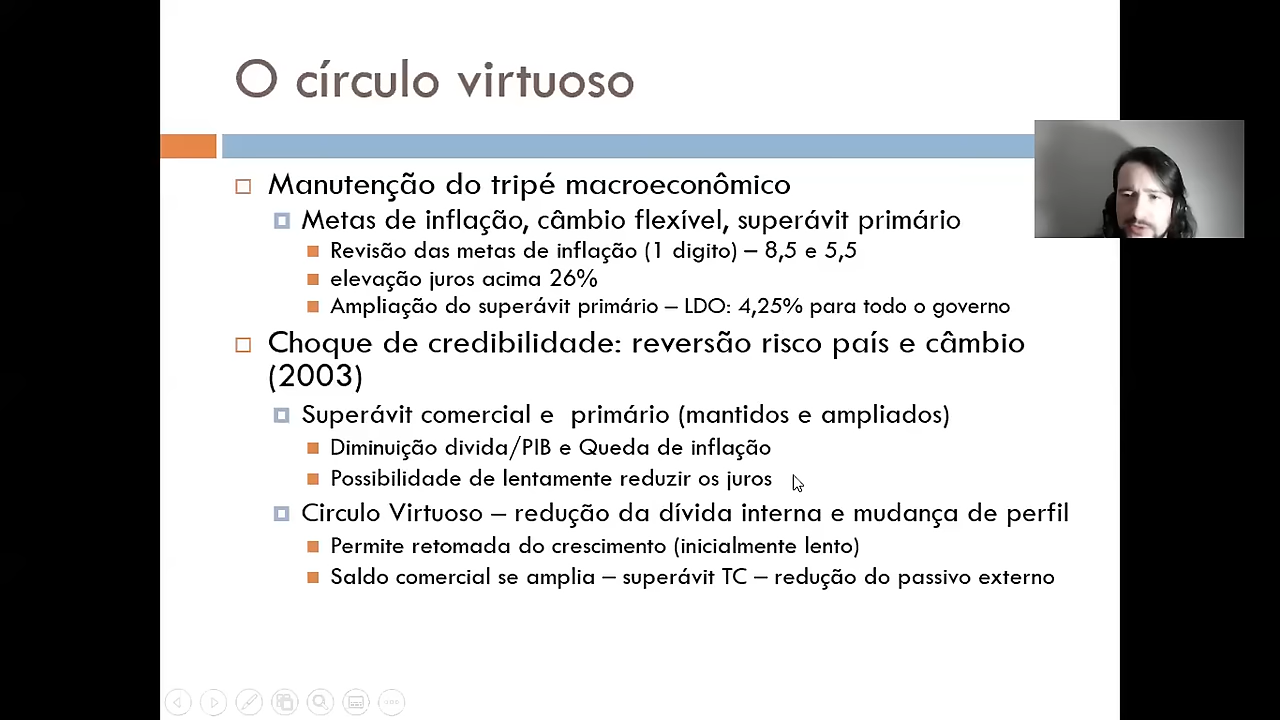 O círculo virtuoso
Manutenção do tripé macroeconômico
Metas de inflação, câmbio flexível, superávit primário
Revisão das metas de inflação (1 digito) – 8,5 e 5,5
elevação juros acima 26%
Ampliação do superávit primário – LDO: 4,25% para todo o governo
Choque de credibilidade: reversão risco país e câmbio
(2003)
Superávit comercial e primário (mantidos e ampliados)
Diminuição divida/PIB e Queda de inflação
Possibilidade de lentamente reduzir os juros
Circulo Virtuoso – redução da dívida interna e mudança de perfil
Permite retomada do crescimento (inicialmente lento)
Saldo comercial se amplia – superávit TC – redução do passivo externo